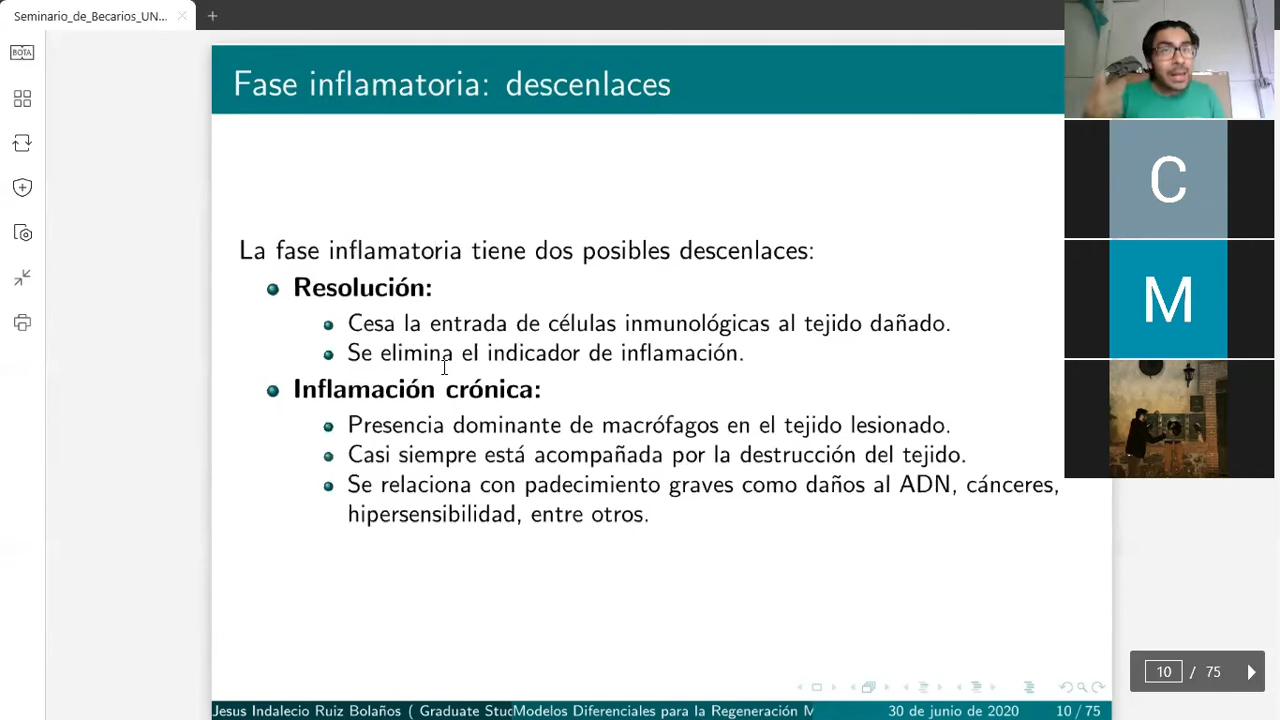 Seminario_de_Becarios_UN...
BOTA
Fase inflamatoria: descenlaces
La fase inflamatoria tiene dos posibles descenlaces:
Resolución:
Cesa la entrada de células inmunológicas al tejido dañado.
Se elimina el indicador de inflamación.
Inflamación crónica:
Presencia dominante de macrófagos en el tejido lesionado.
Casi siempre está acompañada por la destrucción del tejido.
Se relaciona con padecimiento graves como daños al ADN, cánceres,
hipersensibilidad, entre otros.
C
M
10 / 75
Jesus Indalecio Ruiz Bolaños ( Graduate Stud Modelos Diferenciales para la Regeneración M 30 de junio de 2020 10 / 75